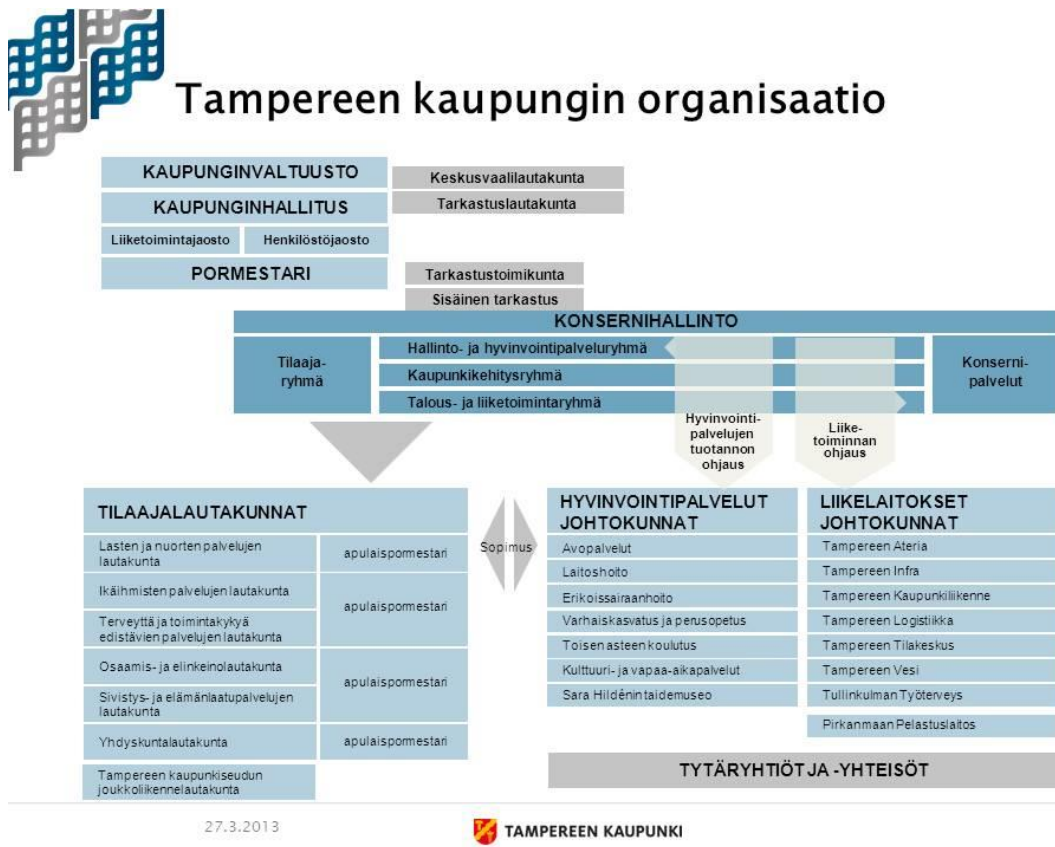 Tampereen kaupungin organisaatio
KAUPUNGINVALTUUSTO
Keskusvaalilautakunta
KAUPUNGINHALLITUS
Tarkastuslautakunta
Liiketoimintajaosto
Henkilöstöjaosto
PORMESTARI
Tarkastustoimikunta
Sisäinen tarkastus
KONSERNIHALLINTO
Tilaaja-
ryhmä
Hallinto- ja hyvinvointipalveluryhmä
Kaupunkikehitysryhmä
Talous- ja liiketoimintaryhmä
Konserni-
palvelut
Hyvinvointi-
palvelujen
tuotannon
ohjaus
Liike-
toiminnan
ohjaus
TILAAJALAUTAKUNNAT
Lasten ja nuorten palvelujen
lautakunta
apulaispormestari
Ikäihmisten palvelujen lautakunta
apulaispormestari
Terveyttä ja toimintakykyä
edistävien palvelujen lautakunta
Osaamis- ja elinkeinolautakunta
apulaispormestari
Sivistys- ja elämänlaatupalvelujen
lautakunta
Yhdyskuntalautakunta
apulaispormestari
Tampereen kaupunkiseudun
joukkoliikennelautakunta
Sopimus
HYVINVOINTIPALVELUT
JOHTOKUNNAT
Avopalvelut
Laitoshoito
Erikoissairaanhoito
Varhaiskasvatus ja perusopetus
Toisen asteen koulutus
Kulttuuri- ja vapaa-aikapalvelut
Sara Hildénin taidemuseo
LIIKELAITOKSET
JOHTOKUNNAT
Tampereen Ateria
Tampereen Infra
Tampereen Kaupunkiliikenne
Tampereen Logistiikka
Tampereen Tilakeskus
Tampereen Vesi
Tullinkulman Työterveys
Pirkanmaan Pelastuslaitos
TYTÄRYHTIÖT JA -YHTEISÖT
27.3.2013
TAMPEREEN KAUPUNKI